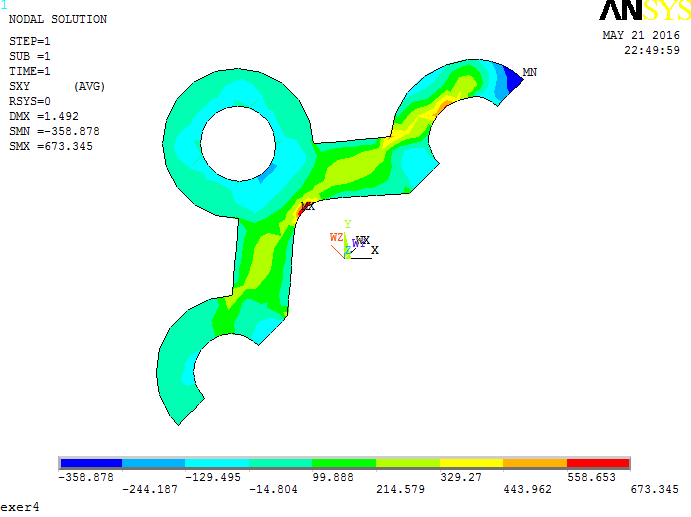 1
NODAL SOLUTION
ANSYS
MAY 21 2016
22:49:59
STEP=1
SUB =1
TIME=1
SXY (AVG)
RSYS=0
DMX =1.492
SMN =-358.878
SMX =673.345
MN
MX
Y
WZ
WX
WY
X
Z
-358.878 -129.495 99.888 329.27 558.653
-244.187 -14.804 214.579 443.962 673.345
exer4